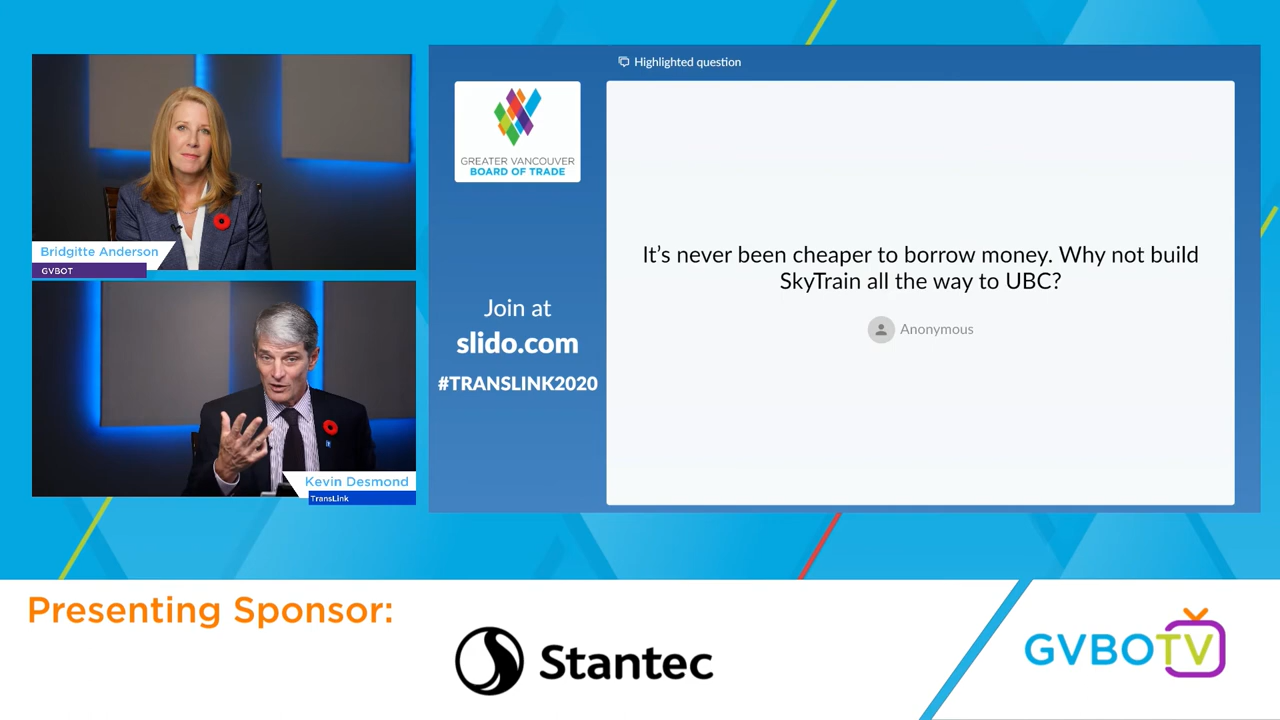 Highlighted question
GREATER VANCOUVER
BOARD OF TRADE
Bridgitte Anderson
GVBOT
It’s never been cheaper to borrow money. Why not build
SkyTrain all the way to UBC?
Anonymous
Join at
slido.com
#TRANSLINK2020
Kevin Desmond
TransLink
Presenting Sponsor:
Stantec
GVBOTV